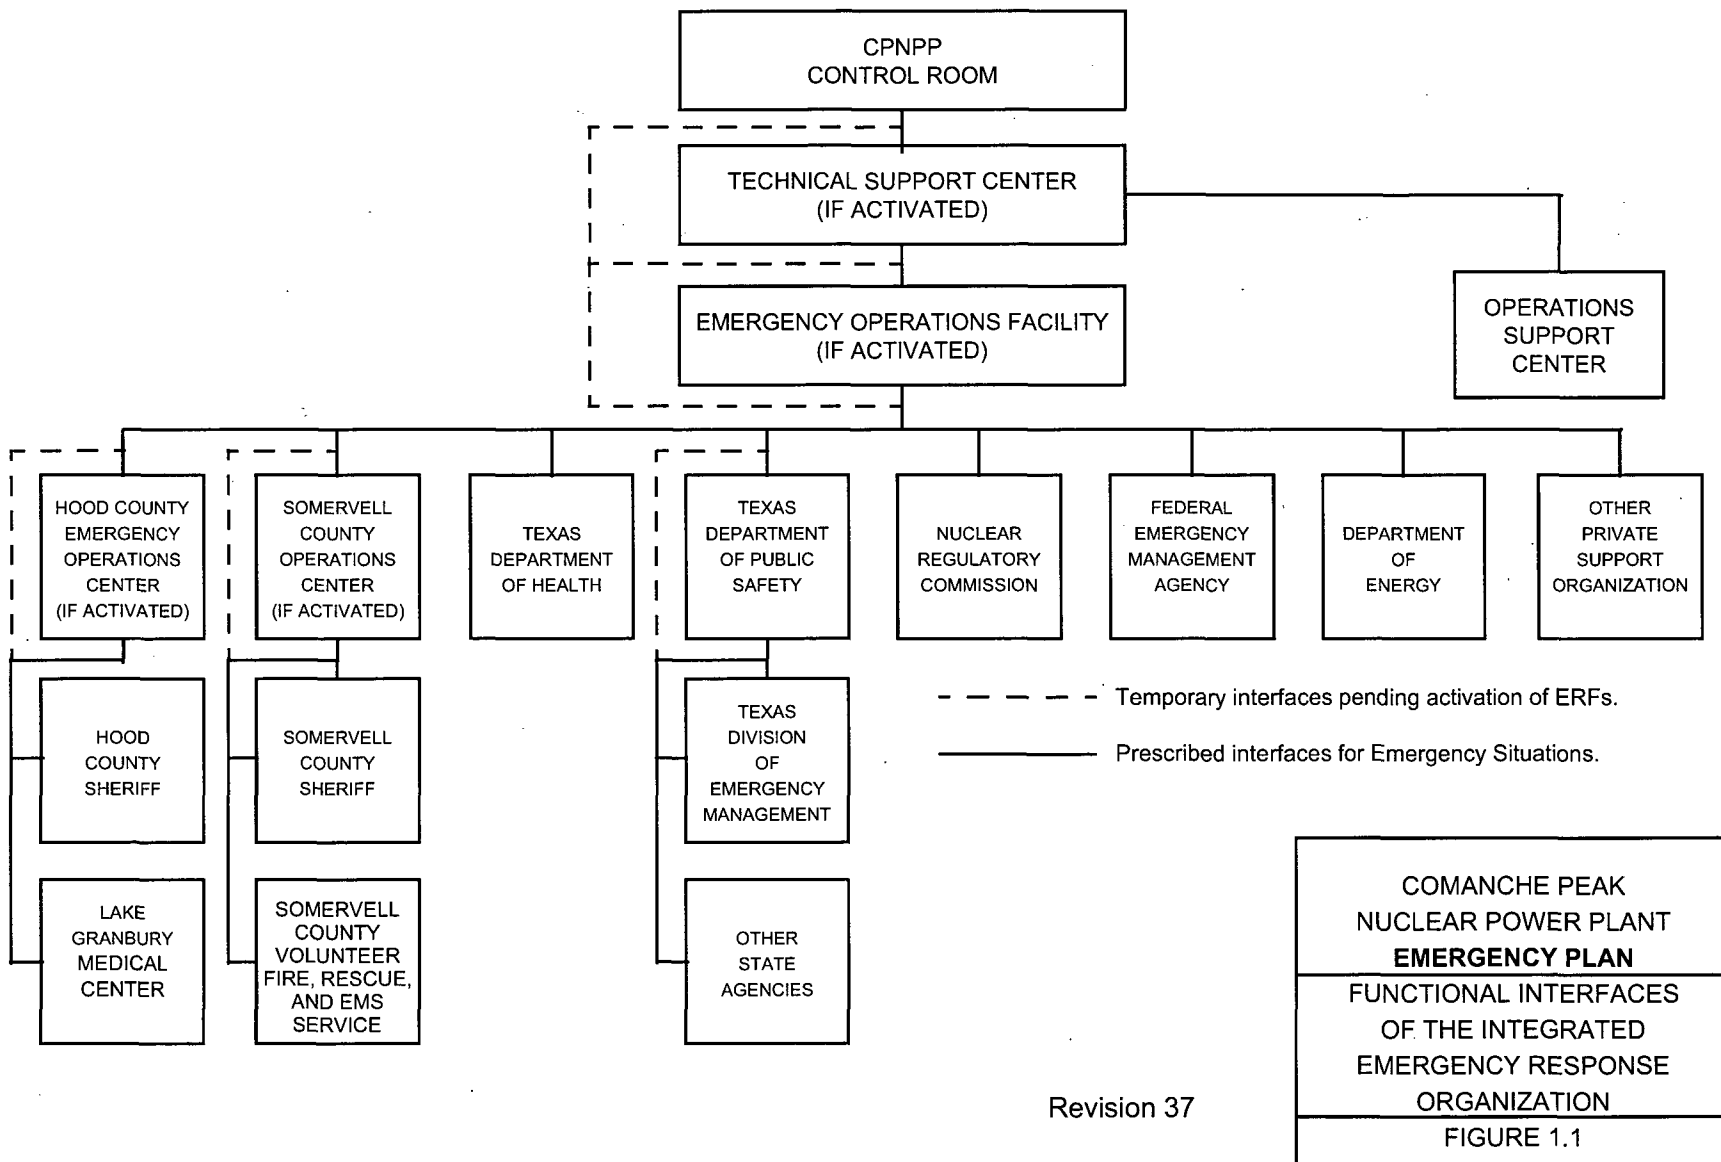 CPNPP
CONTROL ROOM
TECHNICAL SUPPORT CENTER
(IF ACTIVATED)
EMERGENCY OPERATIONS FACILITY
(IF ACTIVATED)
OPERATIONS
SUPPORT
CENTER
HOOD COUNTY
EMERGENCY
OPERATIONS
CENTER
(IF ACTIVATED)
SOMERVELL
COUNTY
OPERATIONS
CENTER
(IF ACTIVATED)
TEXAS
DEPARTMENT
OF HEALTH
TEXAS
DEPARTMENT
OF PUBLIC
SAFETY
NUCLEAR
REGULATORY
COMMISSION
FEDERAL
EMERGENCY
MANAGEMENT
AGENCY
DEPARTMENT
OF
ENERGY
OTHER
PRIVATE
SUPPORT
ORGANIZATION
HOOD
COUNTY
SHERIFF
SOMERVELL
COUNTY
SHERIFF
TEXAS
DIVISION
OF
EMERGENCY
MANAGEMENT
Temporary interfaces pending activation of ERFs.
Prescribed interfaces for Emergency Situations.
LAKE
GRANBURY
MEDICAL
CENTER
SOMERVELL
COUNTY
VOLUNTEER
FIRE, RESCUE,
AND EMS
SERVICE
OTHER
STATE
AGENCIES
Revision 37
COMANCHE PEAK
NUCLEAR POWER PLANT
EMERGENCY PLAN
FUNCTIONAL INTERFACES
OF THE INTEGRATED
EMERGENCY RESPONSE
ORGANIZATION
FIGURE 1.1